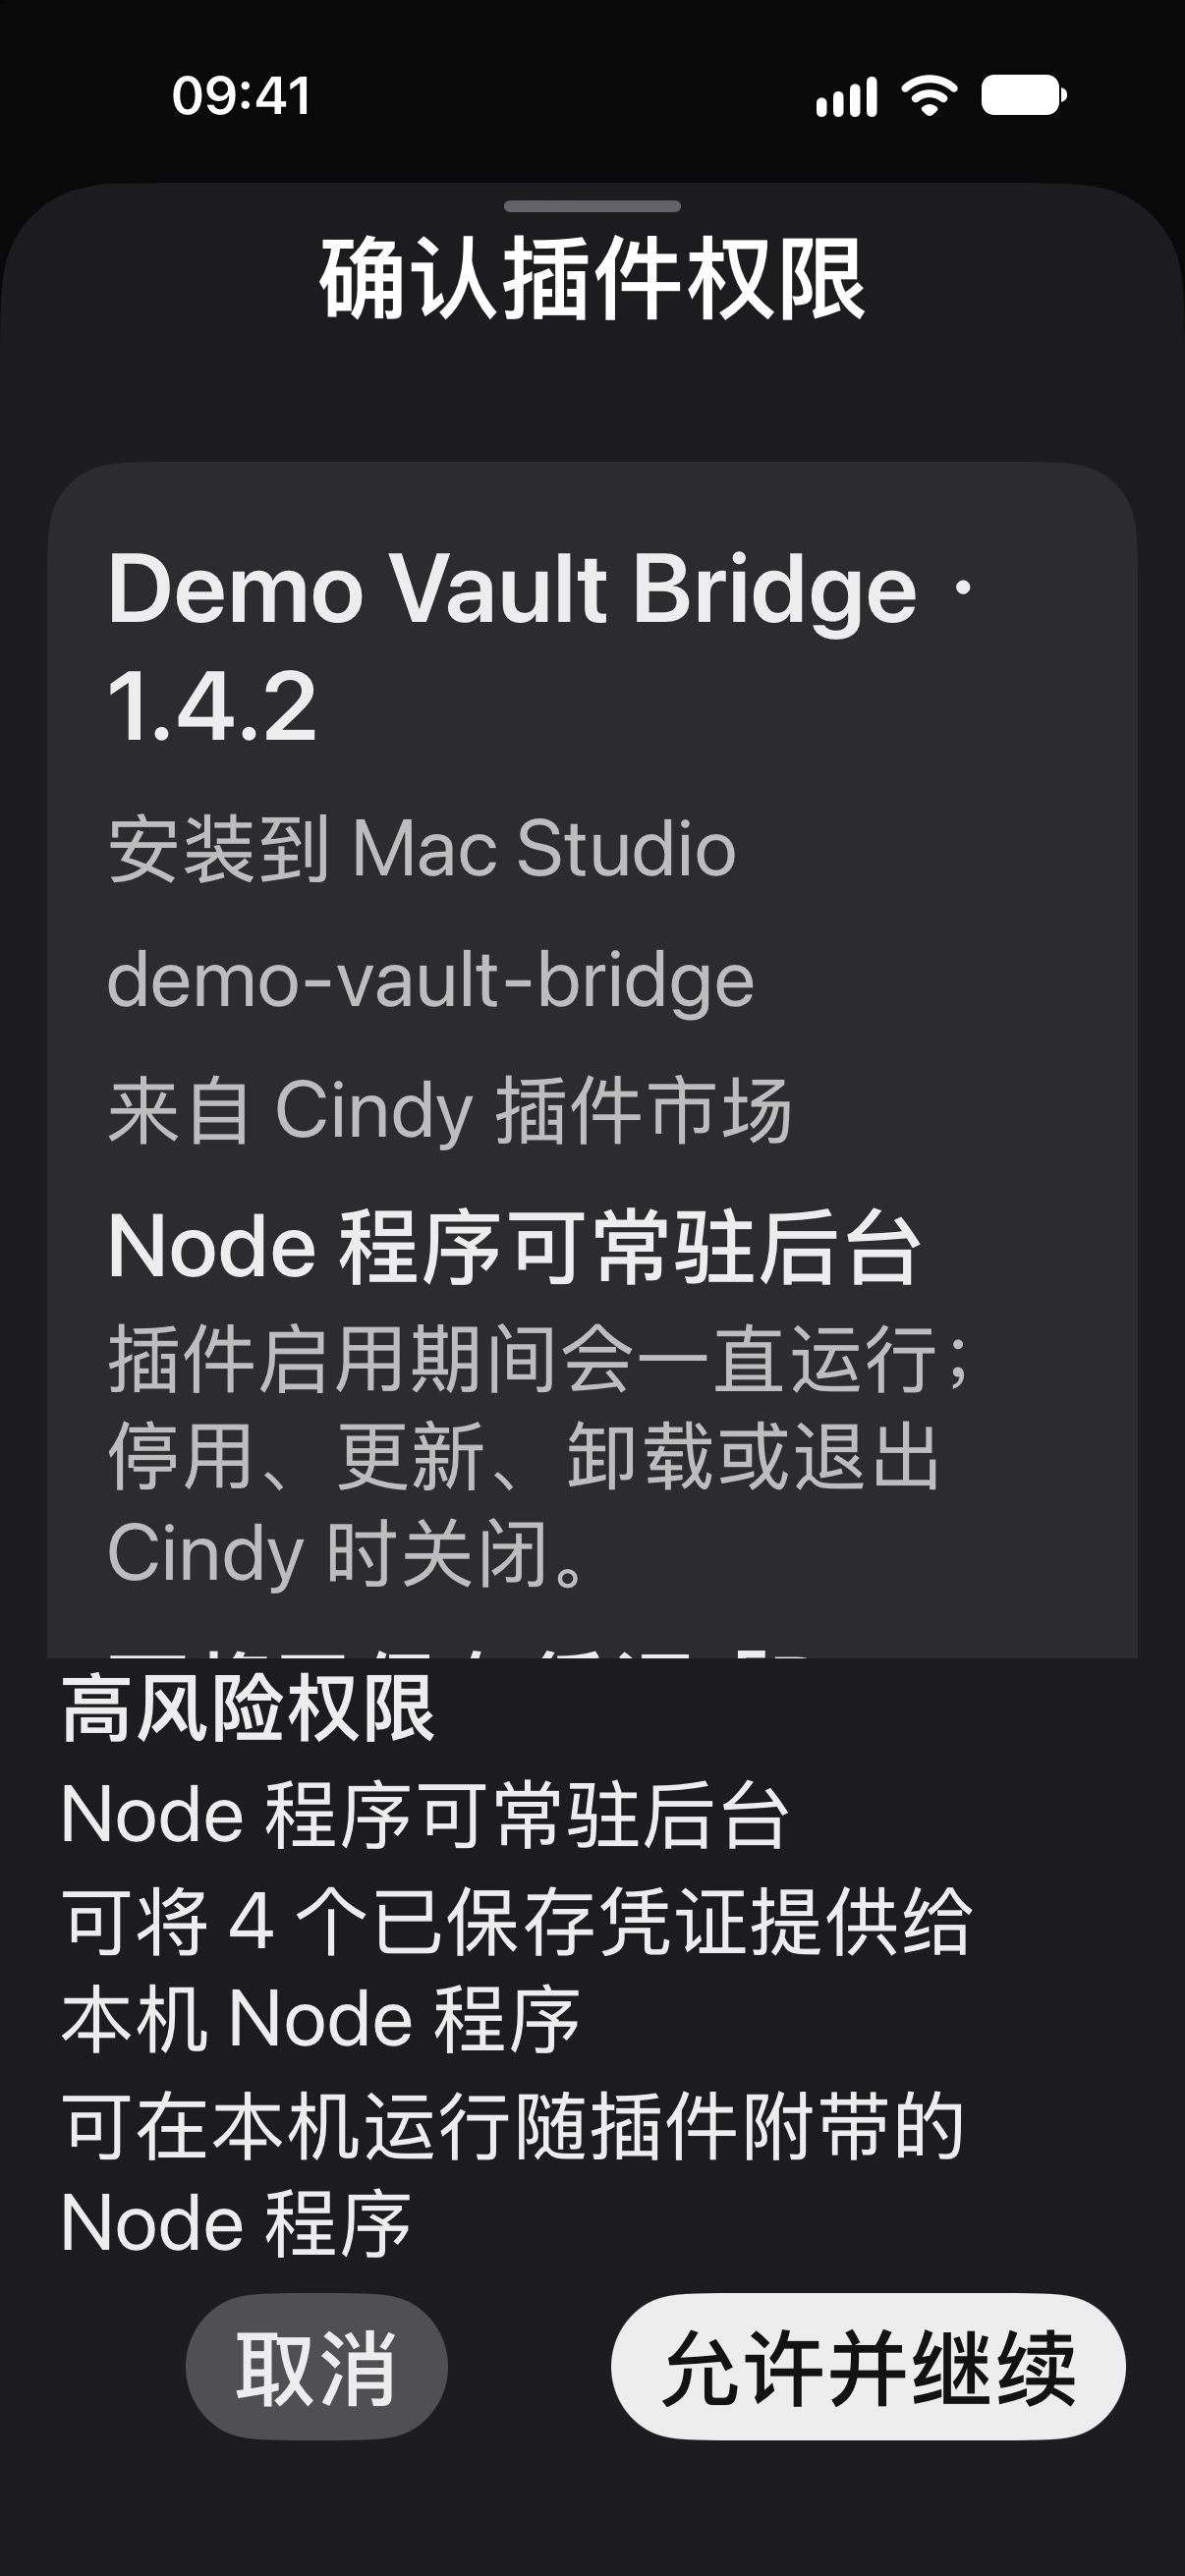 09:41
确认插件权限
Demo Vault Bridge ·
1.4.2
安装到 Mac Studio
demo-vault-bridge
来自 Cindy 插件市场
Node 程序可常驻后台
插件启用期间会一直运行；
停用、更新、卸载或退出
Cindy 时关闭。
高风险权限
Node 程序可常驻后台
可将 4 个已保存凭证提供给
本机 Node 程序
可在本机运行随插件附带的
Node 程序
取消
允许并继续